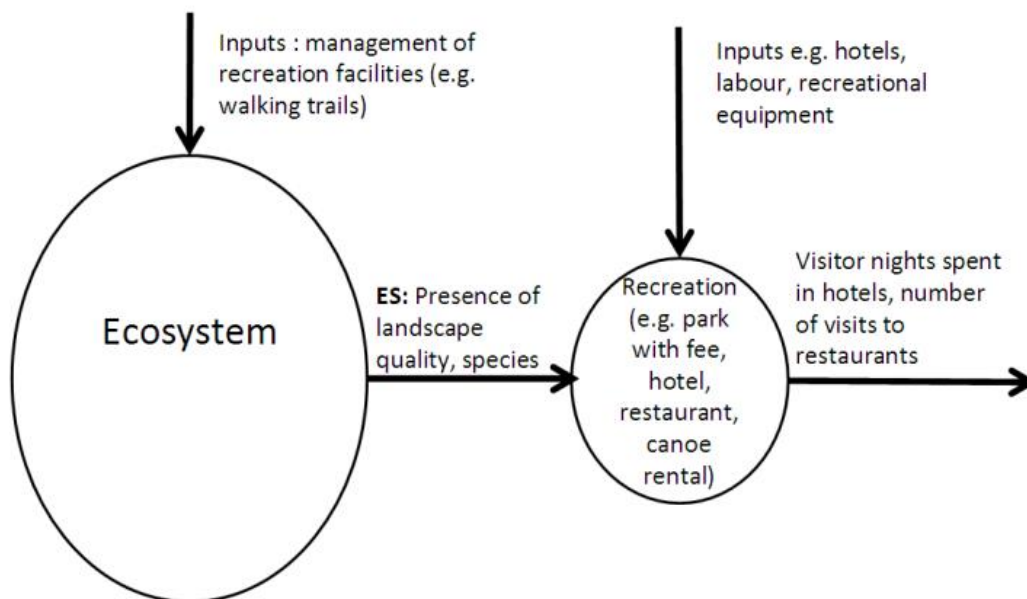 Inputs : management of
recreation facilities (e.g.
walking trails)
Inputs e.g. hotels,
labour, recreational
equipment
Ecosystem
ES: Presence of
landscape
quality, species
Recreation
(e.g. park
with fee,
hotel,
restaurant,
canoe
rental)
Visitor nights spent
in hotels, number
of visits to
restaurants